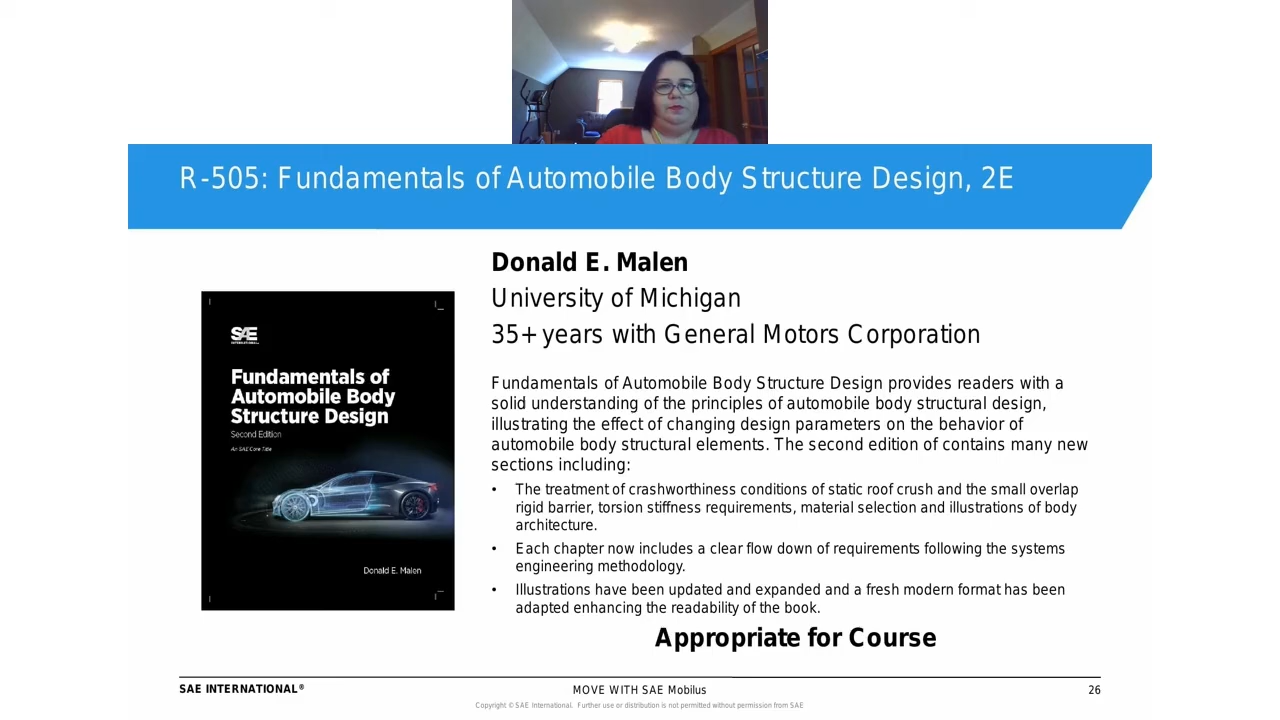 R-505: Fundamentals of Automobile Body Structure Design, 2E
Donald E. Malen
University of Michigan
35+ years with General Motors Corporation
SAE
INTERNATIONAL
Fundamentals of
Automobile Body
Structure Design
Second Edition
An SAE Core Title
Donald E. Malen
Fundamentals of Automobile Body Structure Design provides readers with a
solid understanding of the principles of automobile body structural design,
illustrating the effect of changing design parameters on the behavior of
automobile body structural elements. The second edition of contains many new
sections including:
• The treatment of crashworthiness conditions of static roof crush and the small overlap
rigid barrier, torsion stiffness requirements, material selection and illustrations of body
architecture.
• Each chapter now includes a clear flow down of requirements following the systems
engineering methodology.
• Illustrations have been updated and expanded and a fresh modern format has been
adapted enhancing the readability of the book.
Appropriate for Course
SAE INTERNATIONAL®
MOVE WITH SAE Mobilus
26
Copyright © SAE International. Further use or distribution is not permitted without permission from SAE